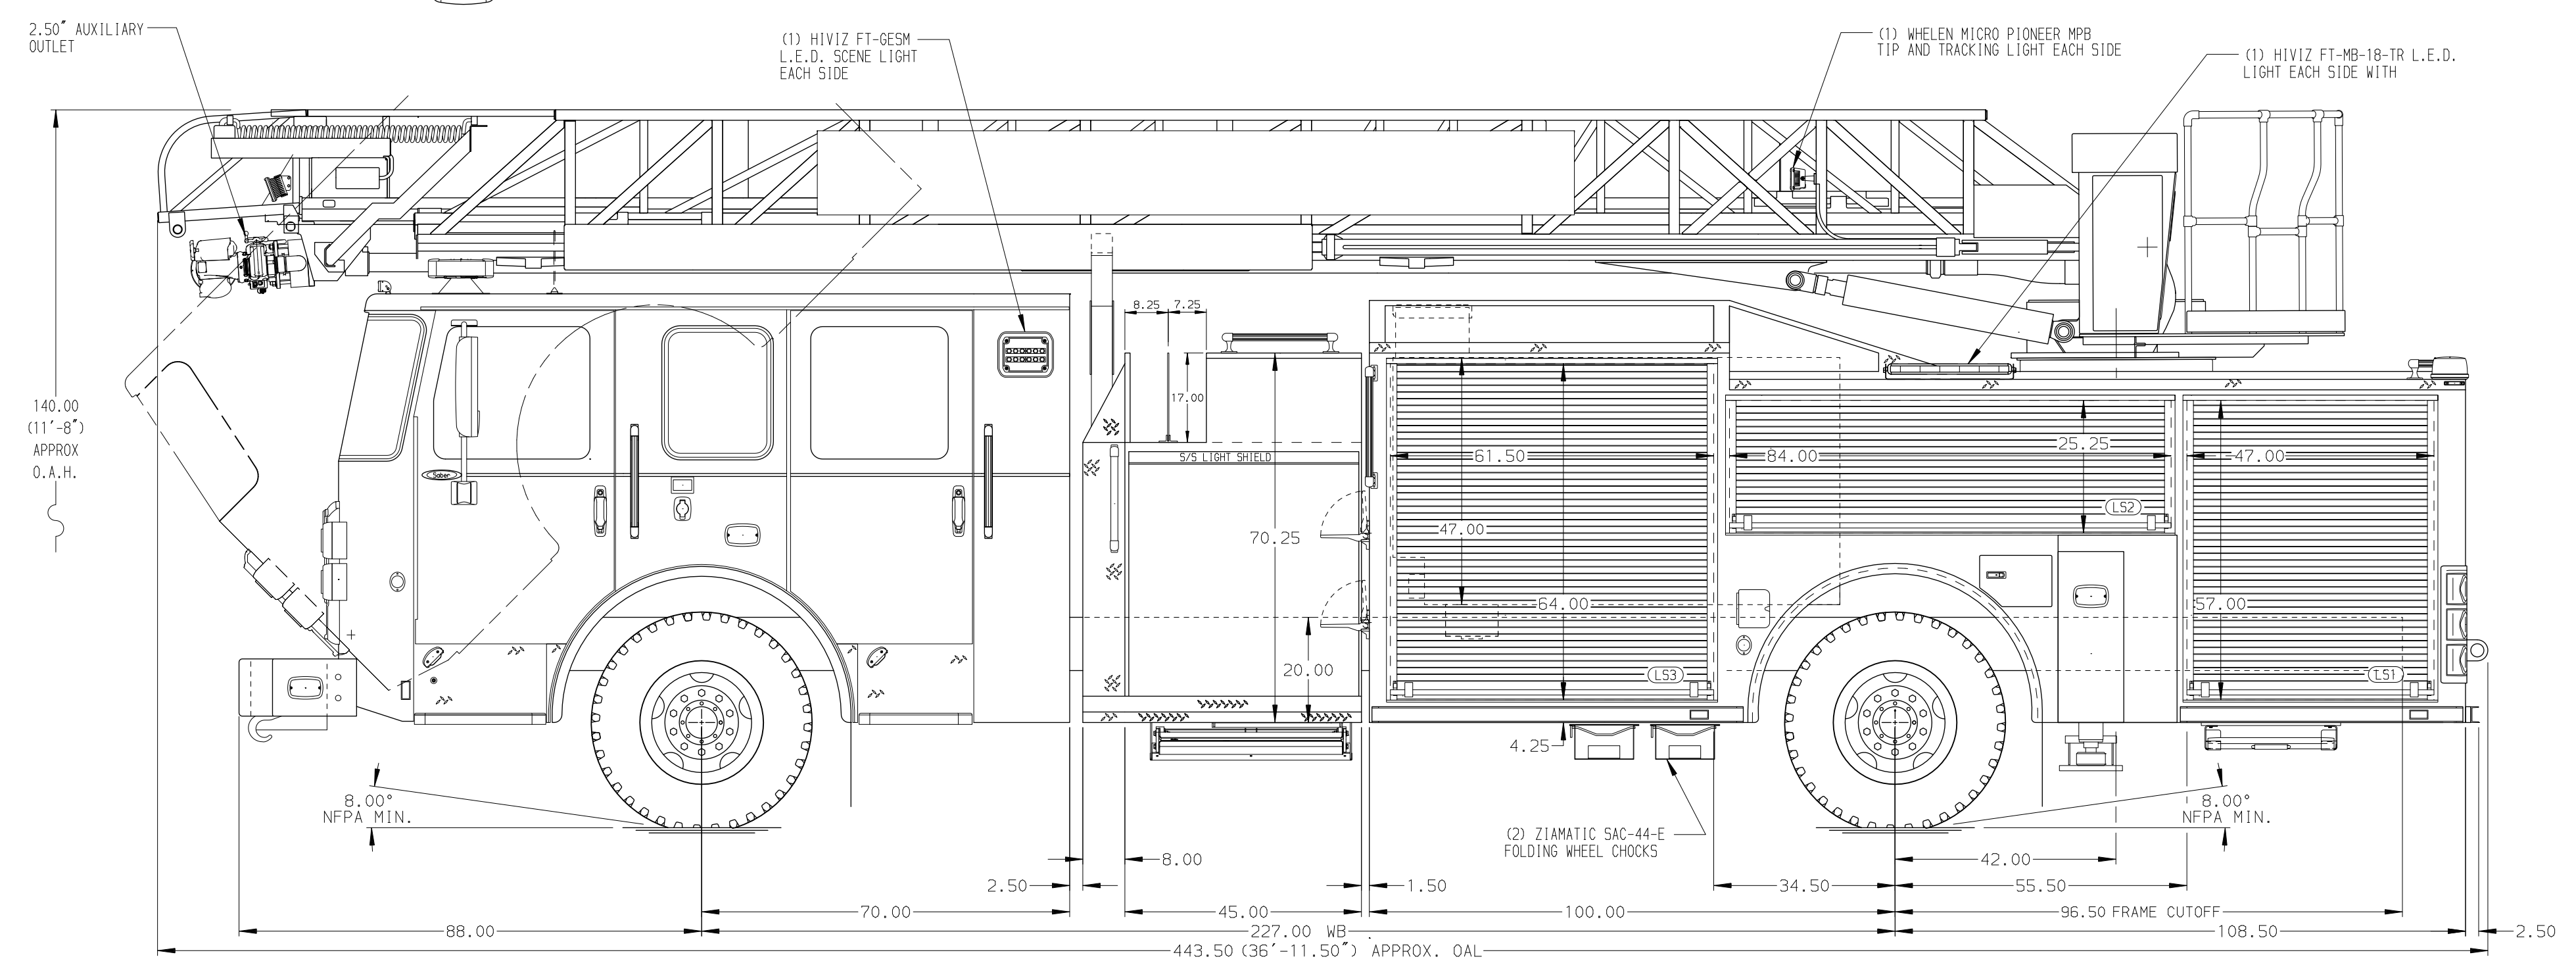 2.50" AUXILIARY
OUTLET
(1) HIVIZ FT-GESM
L.E.D. SCENE LIGHT
EACH SIDE
(1) WHELEN MICRO PIONEER MPB
TIP AND TRACKING LIGHT EACH SIDE
(1) HIVIZ FT-MB-18-TR L.E.D.
LIGHT EACH SIDE WITH
140.00
(11'-8")
APPROX
O.A.H.
8.25
7.25
17.00
S/S LIGHT SHIELD
Saber
70.25
20.00
61.50
47.00
64.00
LS3
84.00
25.25
LS2
47.00
57.00
LS1
4.25
8.00°
NFPA MIN.
8.00°
NFPA MIN.
(2) ZIAMATIC SAC-44-E
FOLDING WHEEL CHOCKS
8.00
42.00
2.50
1.50
34.50
55.50
70.00
45.00
100.00
96.50 FRAME CUTOFF
88.00
227.00 WB
108.50
2.50
443.50 (36'-11.50") APPROX. OAL